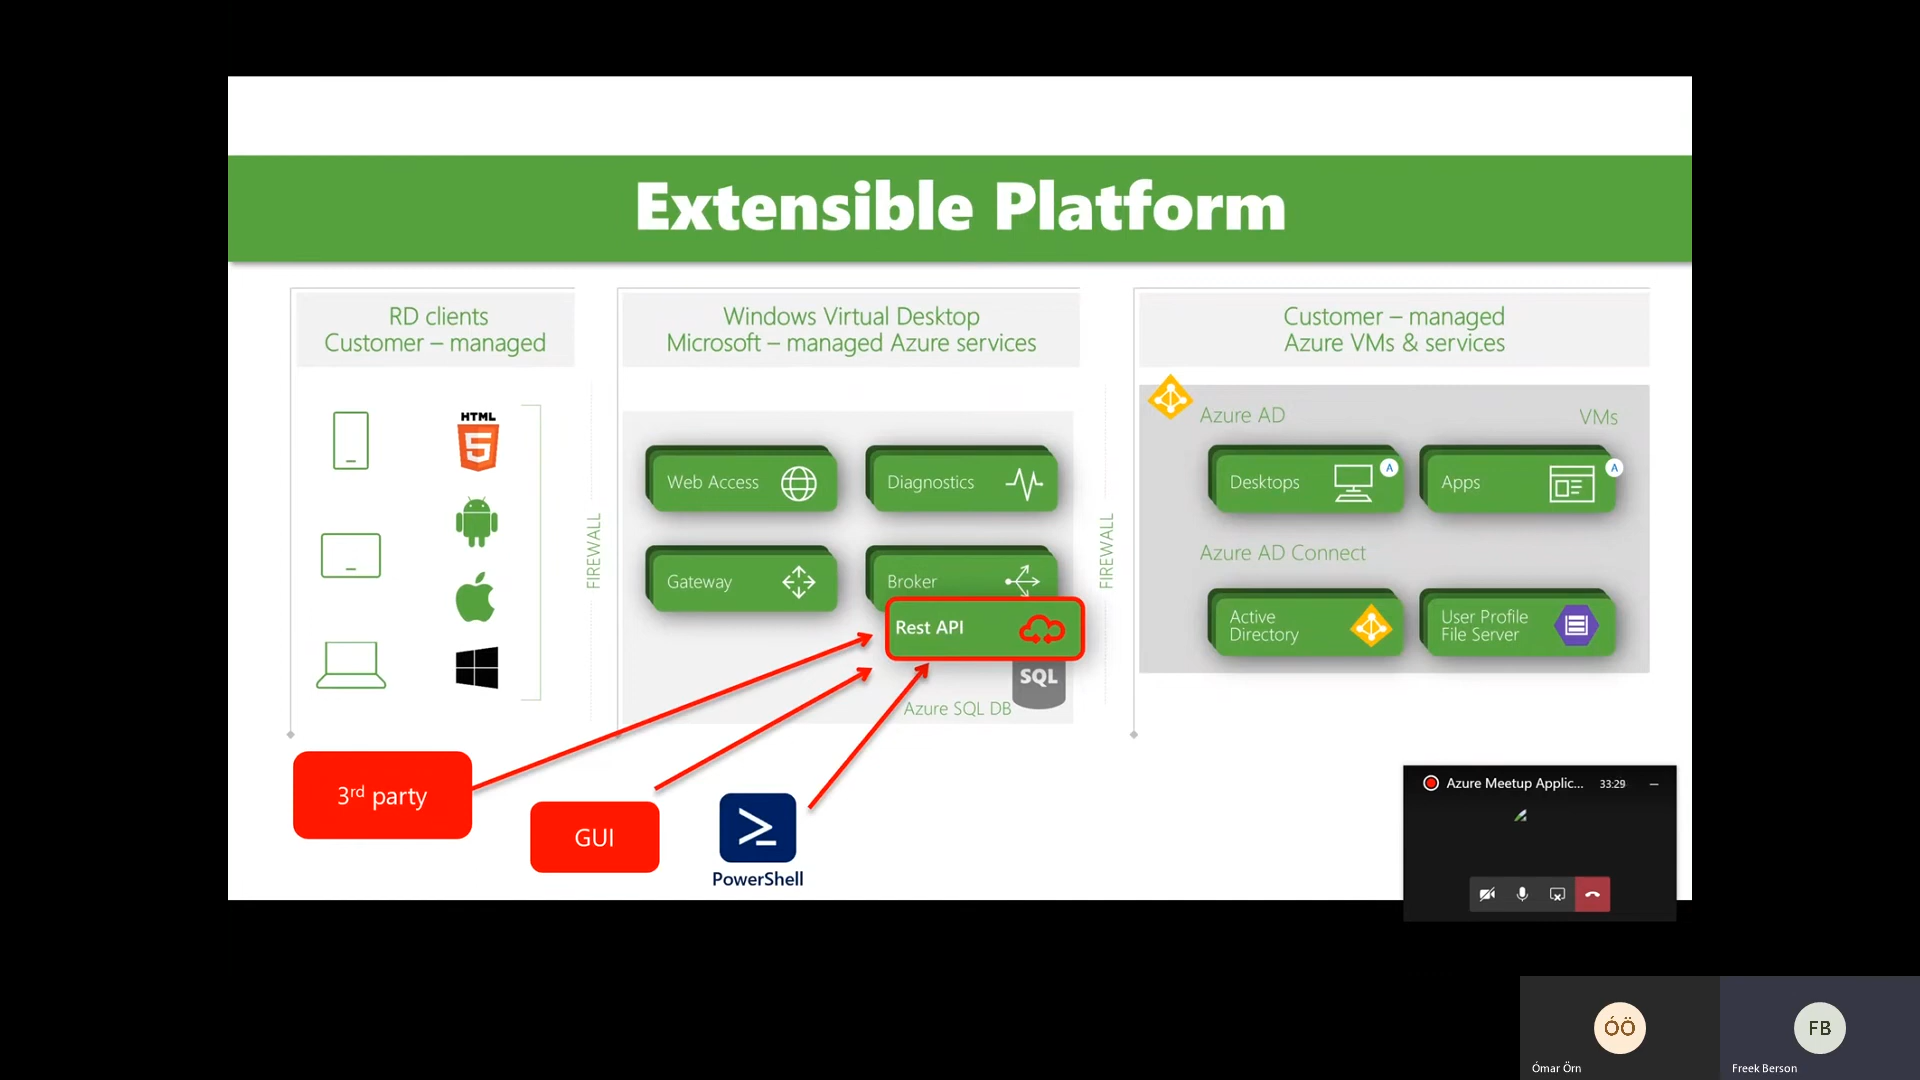 Extensible Platform
RD clients
Customer – managed
HTML
5
FIREWALL
Windows Virtual Desktop
Microsoft – managed Azure services
Web Access
Diagnostics
Gateway
Broker
Rest API
SQL
Azure SQL DB
FIREWALL
Customer – managed
Azure VMs & services
Azure AD
VMs
Desktops
A
Apps
A
Azure AD Connect
Active
Directory
User Profile
File Server
3rd party
GUI
PowerShell
Azure Meetup Applic...
33:29
ÓÖ
Ómar Örn
FB
Freek Berson